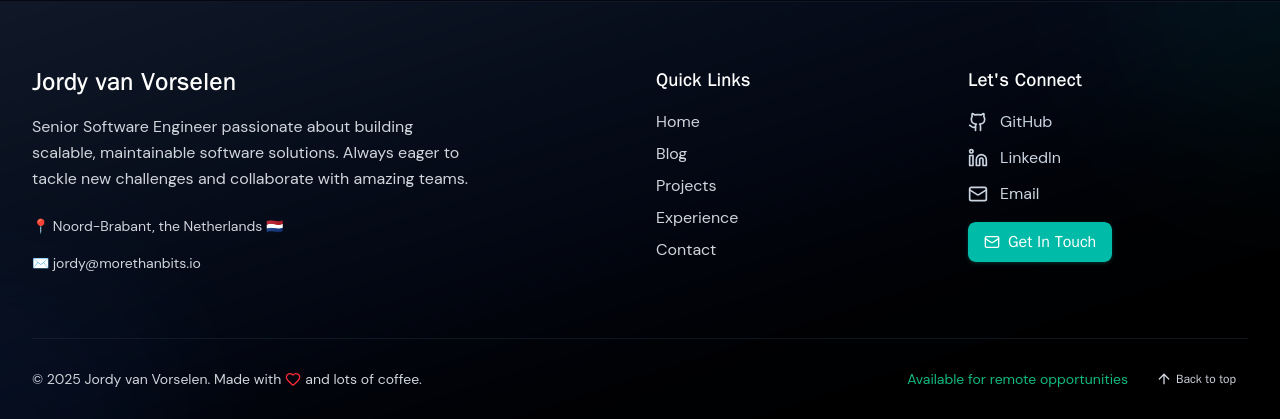 Jordy van Vorselen
Senior Software Engineer passionate about building
scalable, maintainable software solutions. Always eager to
tackle new challenges and collaborate with amazing teams.
📍 Noord-Brabant, the Netherlands 🇳🇱
✉️ jordy@morethanbits.io
Quick Links
Home
Blog
Projects
Experience
Contact
Let's Connect
GitHub
LinkedIn
Email
Get In Touch
© 2025 Jordy van Vorselen. Made with ❤ and lots of coffee.
Available for remote opportunities
Back to top